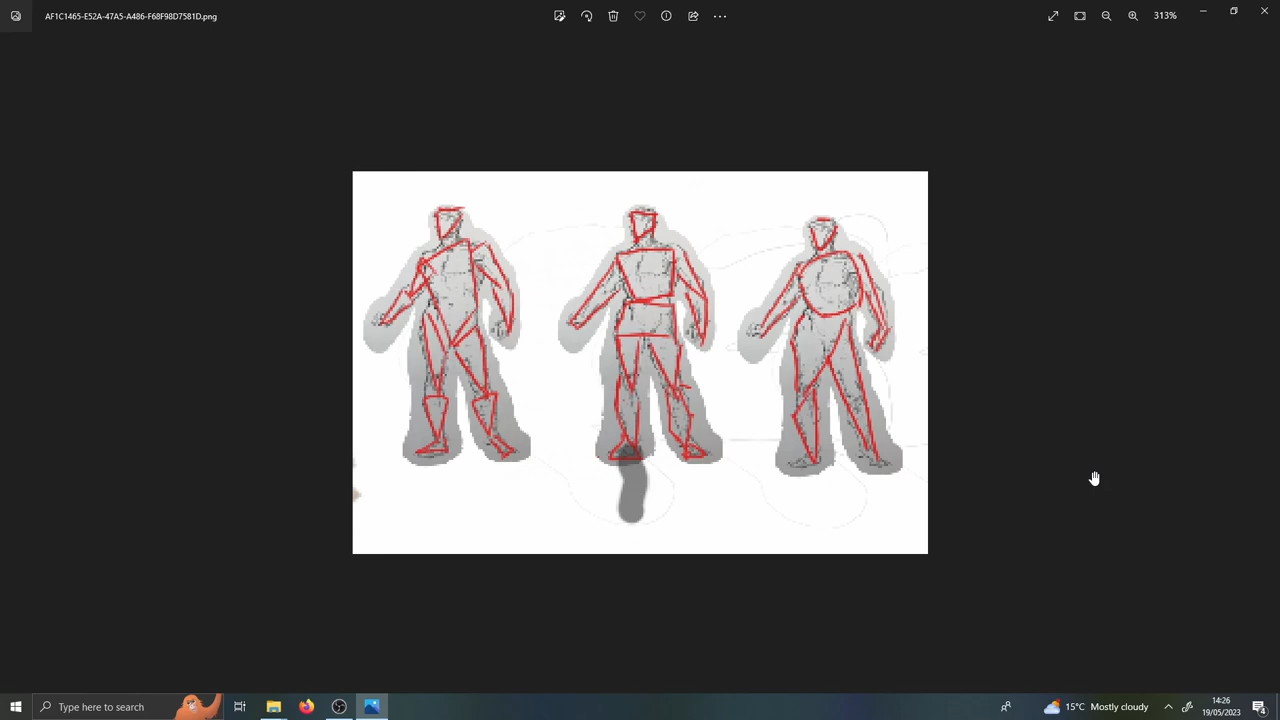 AF1C1465-E52A-47A5-A486-F68F98D7581D.png
313%
Type here to search
15°C Mostly cloudy
14:26
19/05/2023